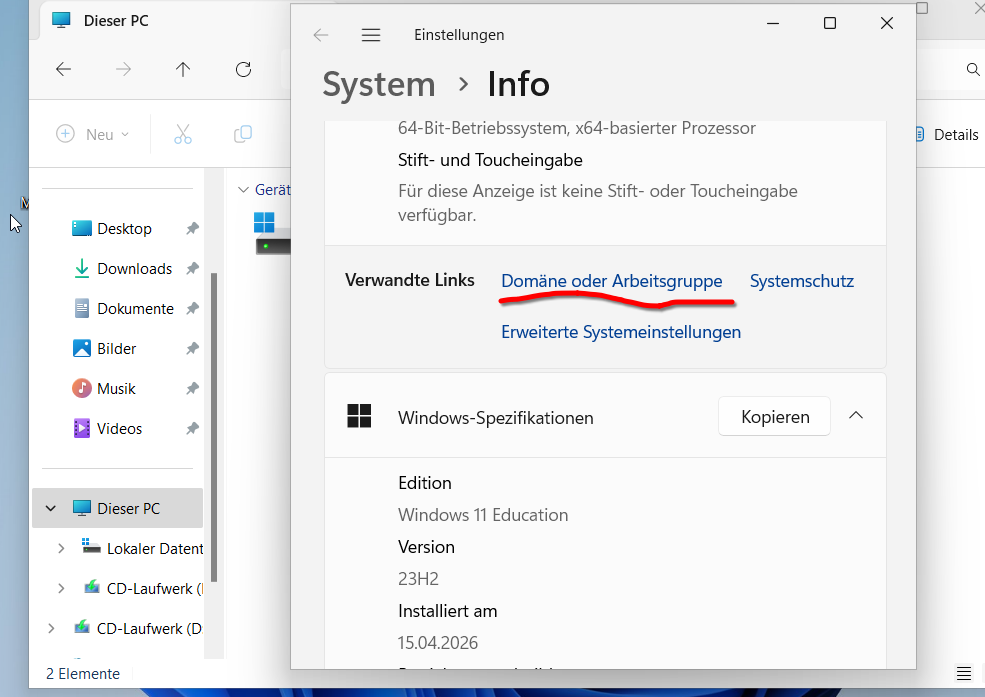 Dieser PC
Einstellungen
System › Info
Neu
Details
64-Bit-Betriebssystem, x64-basierter Prozessor
Stift- und Toucheingabe
Für diese Anzeige ist keine Stift- oder Toucheingabe
verfügbar.
Gerät
Desktop
Downloads
Dokumente
Bilder
Musik
Videos
Dieser PC
Lokaler Datent
CD-Laufwerk (
CD-Laufwerk (D
2 Elemente
Verwandte Links
Domäne oder Arbeitsgruppe
Systemschutz
Erweiterte Systemeinstellungen
Windows-Spezifikationen
Kopieren
Edition
Windows 11 Education
Version
23H2
Installiert am
15.04.2026